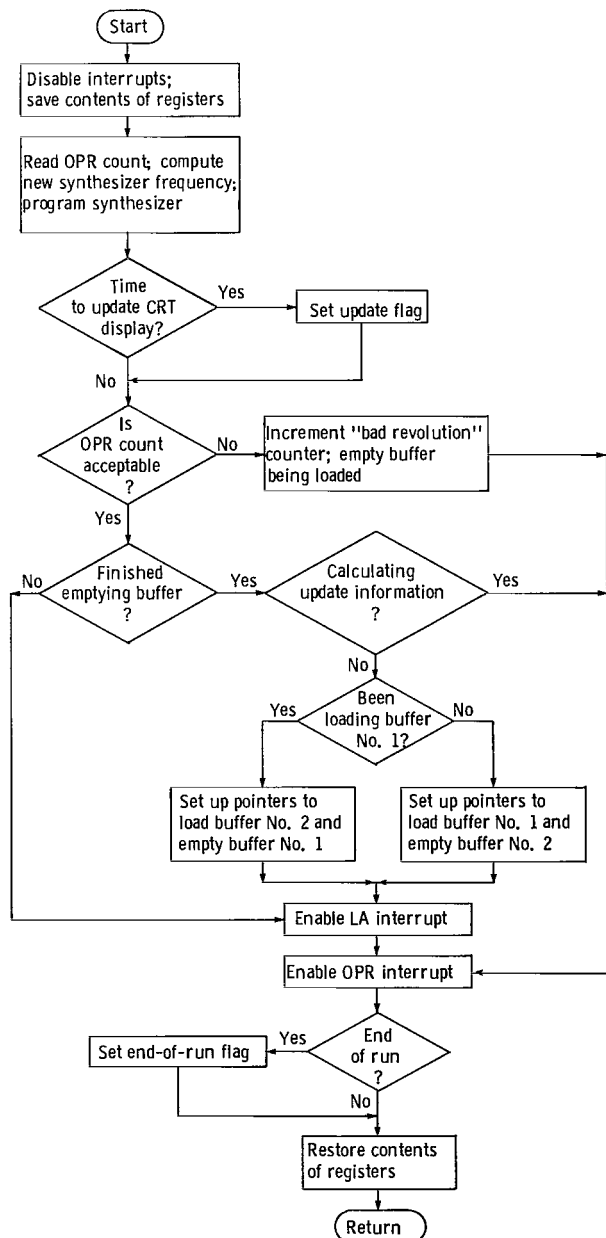 Start
Disable interrupts;
save contents of registers
Read OPR count; compute
new synthesizer frequency;
program synthesizer
Time
to update CRT
display?
Yes
Set update flag
No
Is
OPR count
acceptable
?
No
Increment "bad revolution"
counter; empty buffer
being loaded
Yes
No
Finished
emptying buffer
?
Yes
Calculating
update information
?
Yes
No
Been
loading buffer
No. 1?
Yes
No
Set up pointers to
load buffer No. 2 and
empty buffer No. 1
Set up pointers to
load buffer No. 1 and
empty buffer No. 2
Enable LA interrupt
Enable OPR interrupt
End
of run
?
Yes
Set end-of-run flag
No
Restore contents
of registers
Return